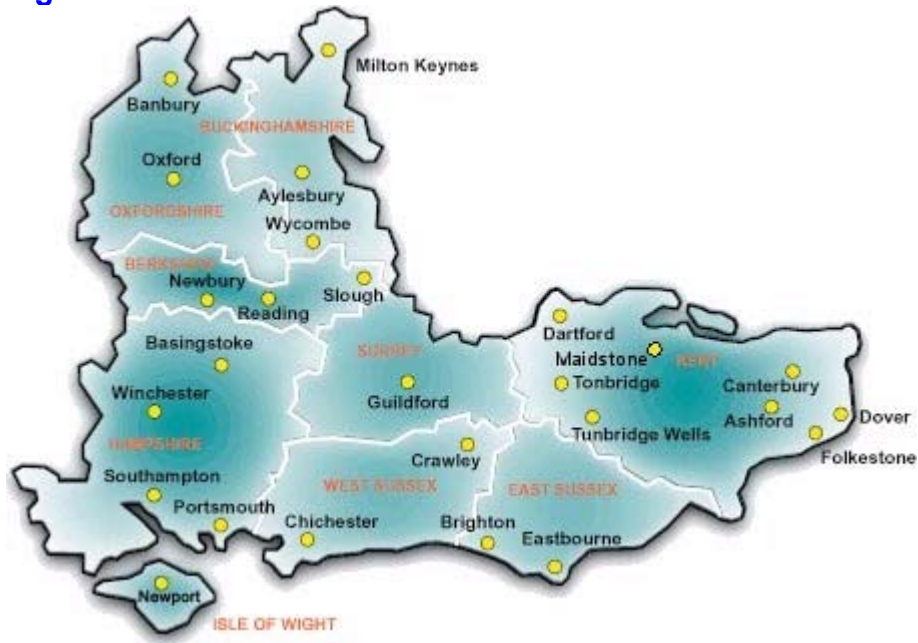 Milton Keynes
Banbury
BUCKINGHAMSHIRE
Oxford
Aylesbury
OXFORDSHIRE
Wycombe
BERKSHIRE
Newbury
Slough
Reading
Dartford
Basingstoke
SURREY
Maidstone
KENT
Tonbridge
Canterbury
Winchester
Guildford
Ashford
Dover
Tunbridge Wells
HAMPSHIRE
Crawley
Folkestone
Southampton
WEST SUSSEX
EAST SUSSEX
Portsmouth
Chichester
Brighton
Eastbourne
Newport
ISLE OF WIGHT